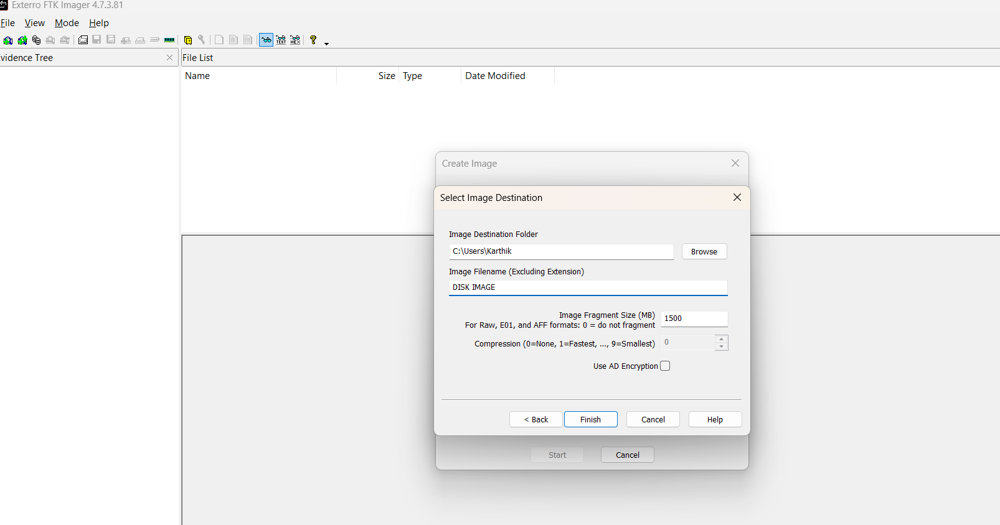 Exterro FTK Imager 4.7.3.81
File View Mode Help
TEXT HEX
vidence Tree
File List
Name Size Type Date Modified
Create Image
Select Image Destination
Image Destination Folder
C:\Users\Karthik Browse
Image Filename (Excluding Extension)
DISK IMAGE
Image Fragment Size (MB) 1500
For Raw, E01, and AFF formats: 0 = do not fragment
Compression (0=None, 1=Fastest, ..., 9=Smallest) 0
Use AD Encryption
< Back Finish Cancel Help
Start Cancel